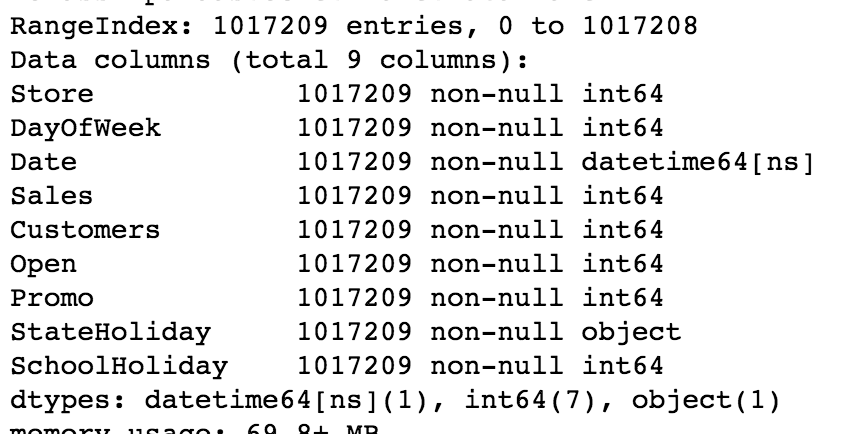 RangeIndex: 1017209 entries, 0 to 1017208
Data columns (total 9 columns):
Store 1017209 non-null int64
DayOfWeek 1017209 non-null int64
Date 1017209 non-null datetime64[ns]
Sales 1017209 non-null int64
Customers 1017209 non-null int64
Open 1017209 non-null int64
Promo 1017209 non-null int64
StateHoliday 1017209 non-null object
SchoolHoliday 1017209 non-null int64
dtypes: datetime64[ns](1), int64(7), object(1)
memory usage: 69.8+ MB